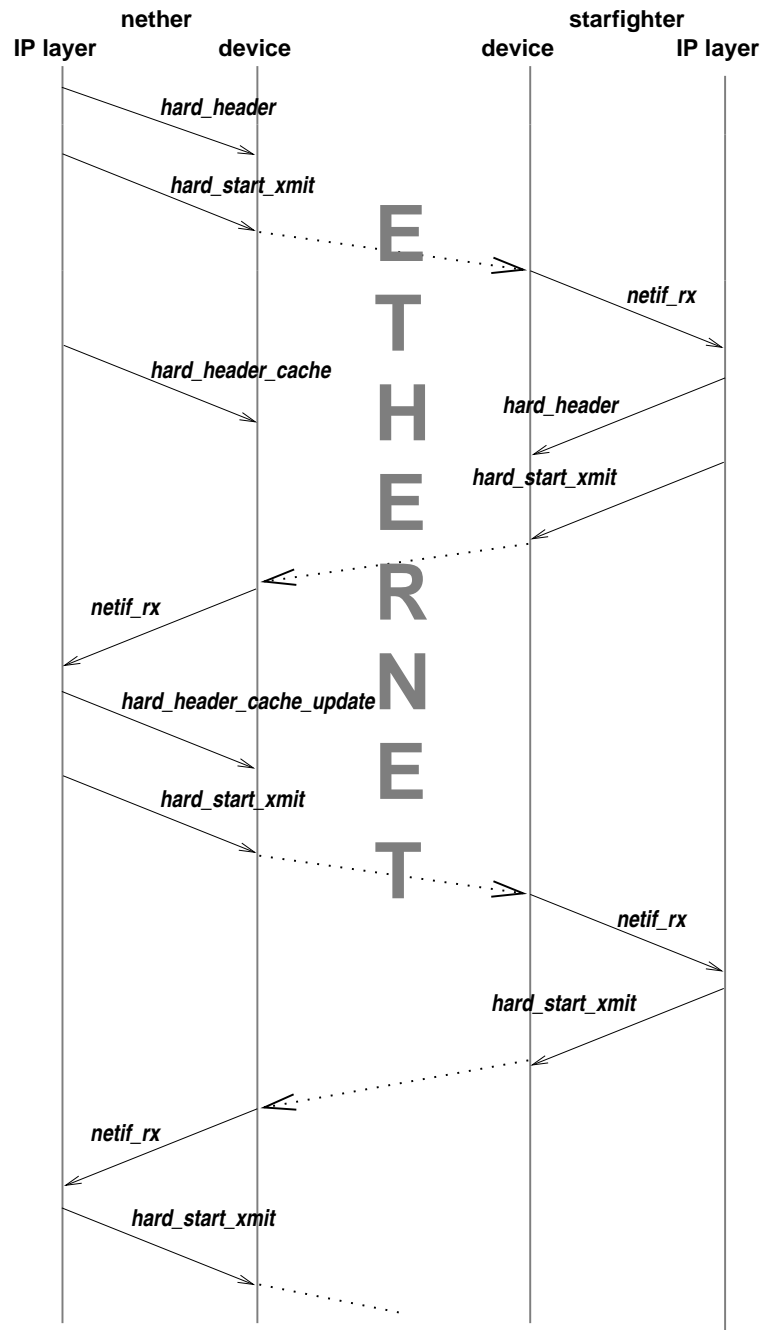 nether starfighter
IP layer device device IP layer
hard_header
hard_start_xmit
netif_rx
hard_header_cache
hard_header
hard_start_xmit
netif_rx
hard_header_cache_update
hard_start_xmit
netif_rx
hard_start_xmit
netif_rx
hard_start_xmit
ETHERNET